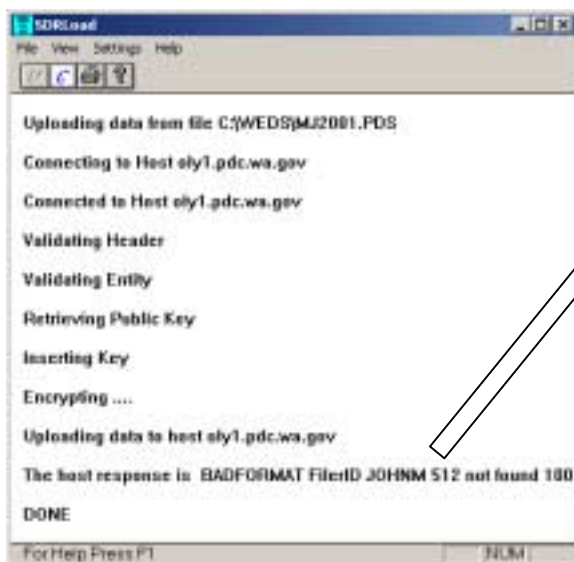 SDRLoad
File View Settings Help
Uploading data from file C:\WEDS\MJ2001.PDS
Connecting to Host oly1.pdc.wa.gov
Connected to Host oly1.pdc.wa.gov
Validating Header
Validating Entity
Retrieving Public Key
Inserting Key
Encrypting ....
Uploading data to host oly1.pdc.wa.gov
The host response is BADFORMAT FilerID JOHNM 512 not found 100
DONE
For Help Press F1 NUM